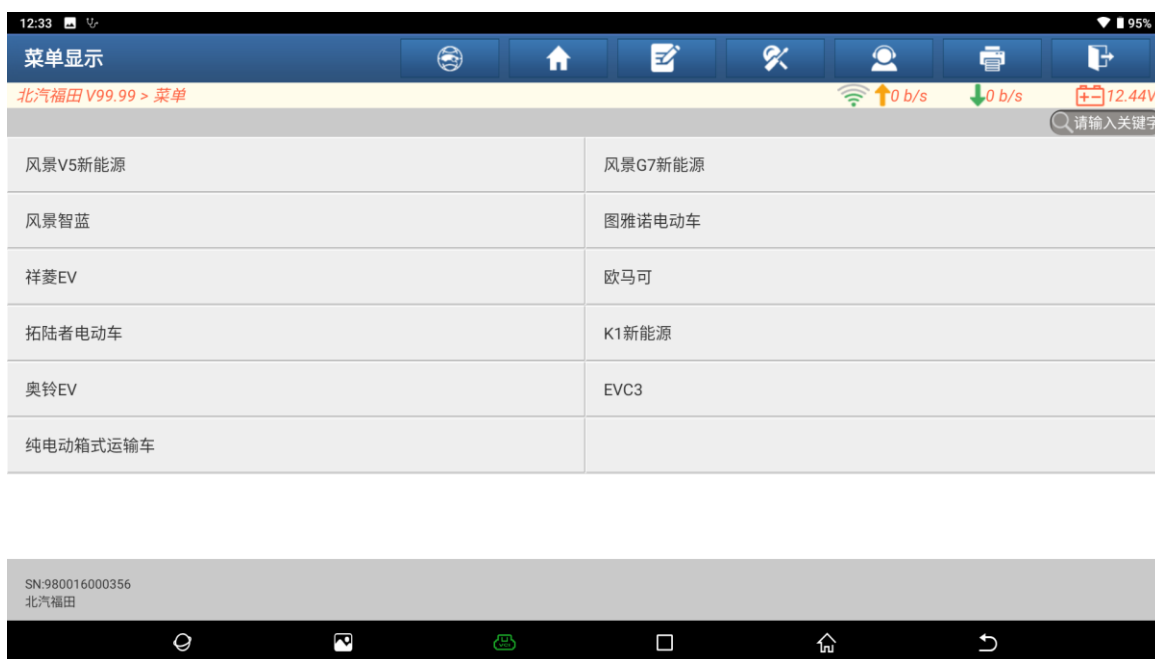 12:33 95%
菜单显示
北汽福田 V99.99 > 菜单 0 b/s 0 b/s 12.44V
请输入关键字
风景V5新能源 风景G7新能源
风景智蓝 图雅诺电动车
祥菱EV 欧马可
拓陆者电动车 K1新能源
奥铃EV EVC3
纯电动箱式运输车
SN:980016000356
北汽福田